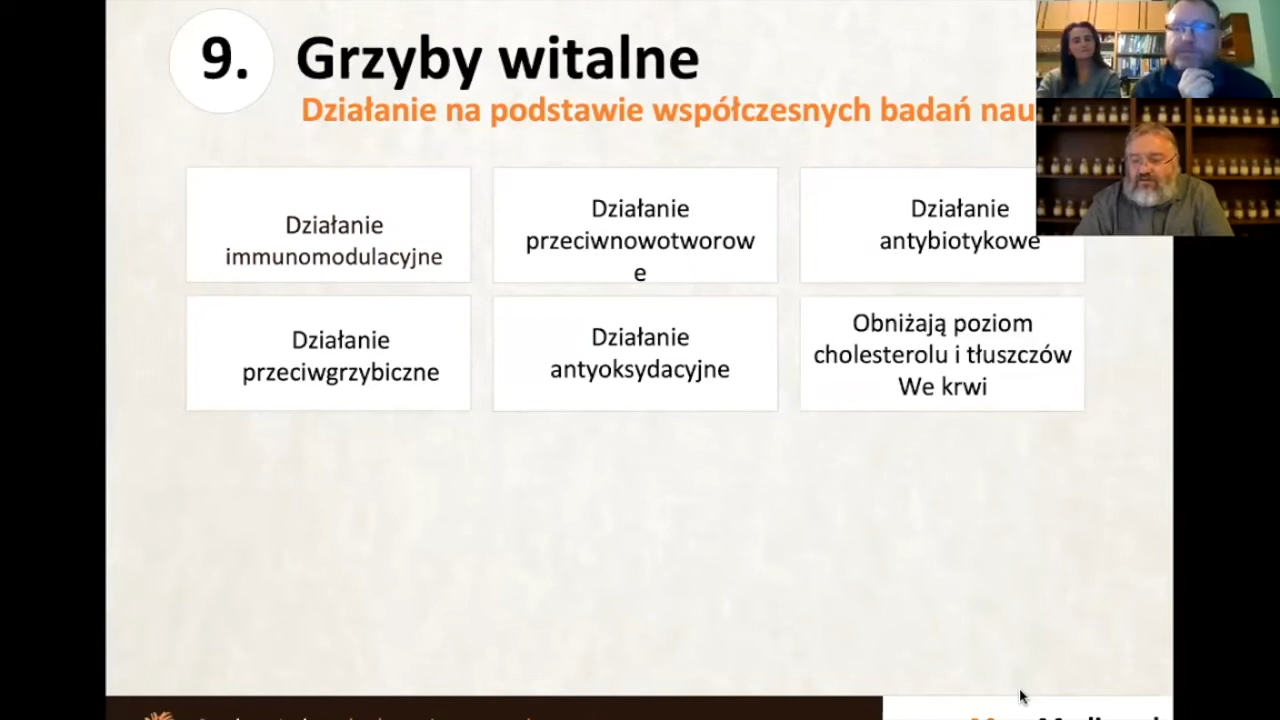 9. Grzyby witalne
Działanie na podstawie współczesnych badań
Działanie
immunomodulacyjne
Działanie
przeciwnowotworow
e
Działanie
antybiotykowe
Działanie
przeciwgrzybiczne
Działanie
antyoksydacyjne
Obniżają poziom
cholesterolu i tłuszczów
We krwi